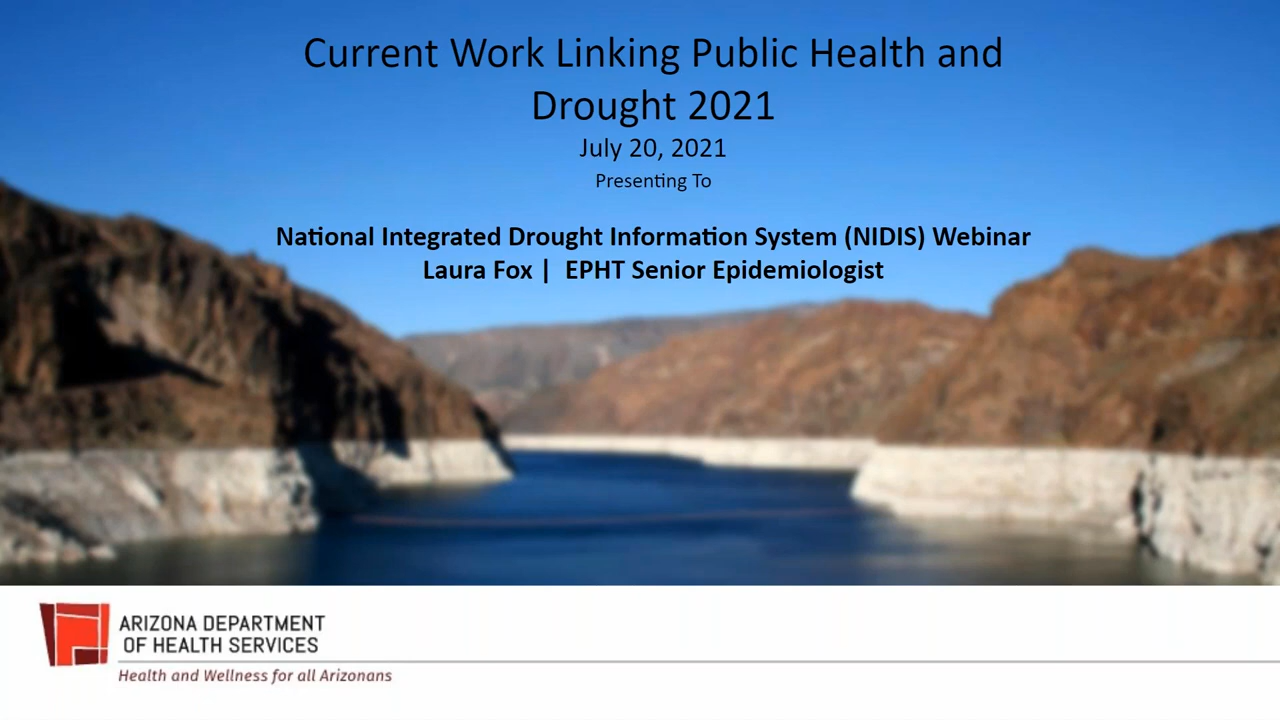 Current Work Linking Public Health and
Drought 2021
July 20, 2021
Presenting To
National Integrated Drought Information System (NIDIS) Webinar
Laura Fox | EPHT Senior Epidemiologist
ARIZONA DEPARTMENT
OF HEALTH SERVICES
Health and Wellness for all Arizonans